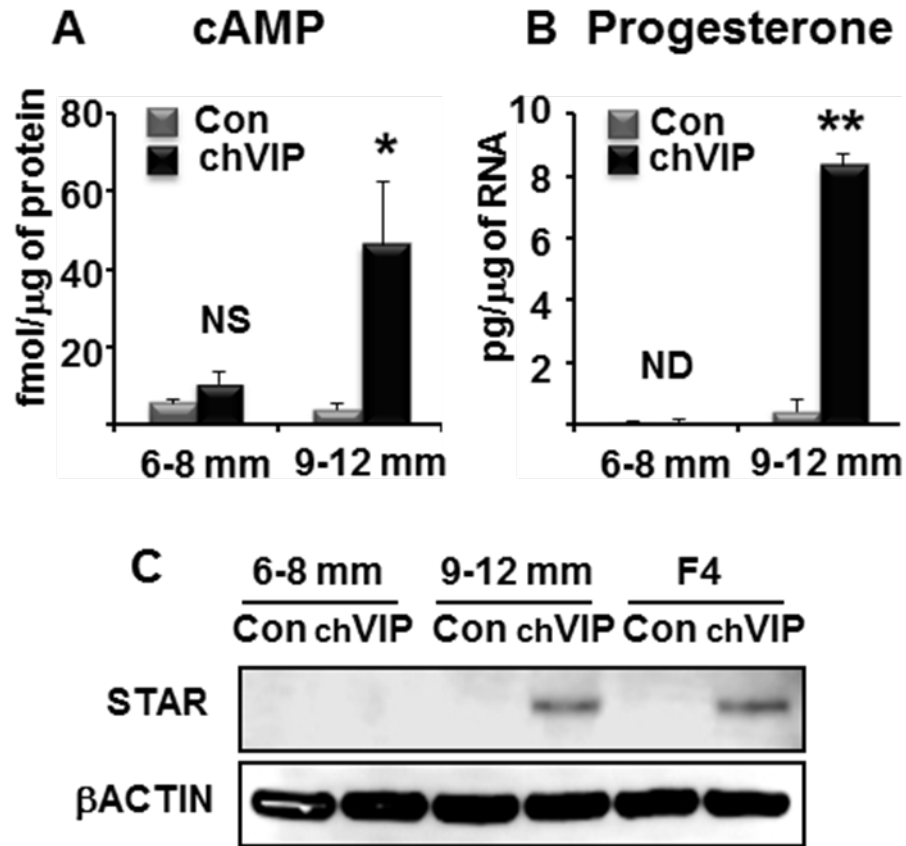 A cAMP
fmol/μg of protein
80
60
40
20
Con
chVIP
*
NS
6-8 mm 9-12 mm
B Progesterone
pg/μg of RNA
10
8
6
4
2
Con
chVIP
**
ND
6-8 mm 9-12 mm
C 6-8 mm 9-12 mm F4
Con chVIP Con chVIP Con chVIP
STAR
βACTIN